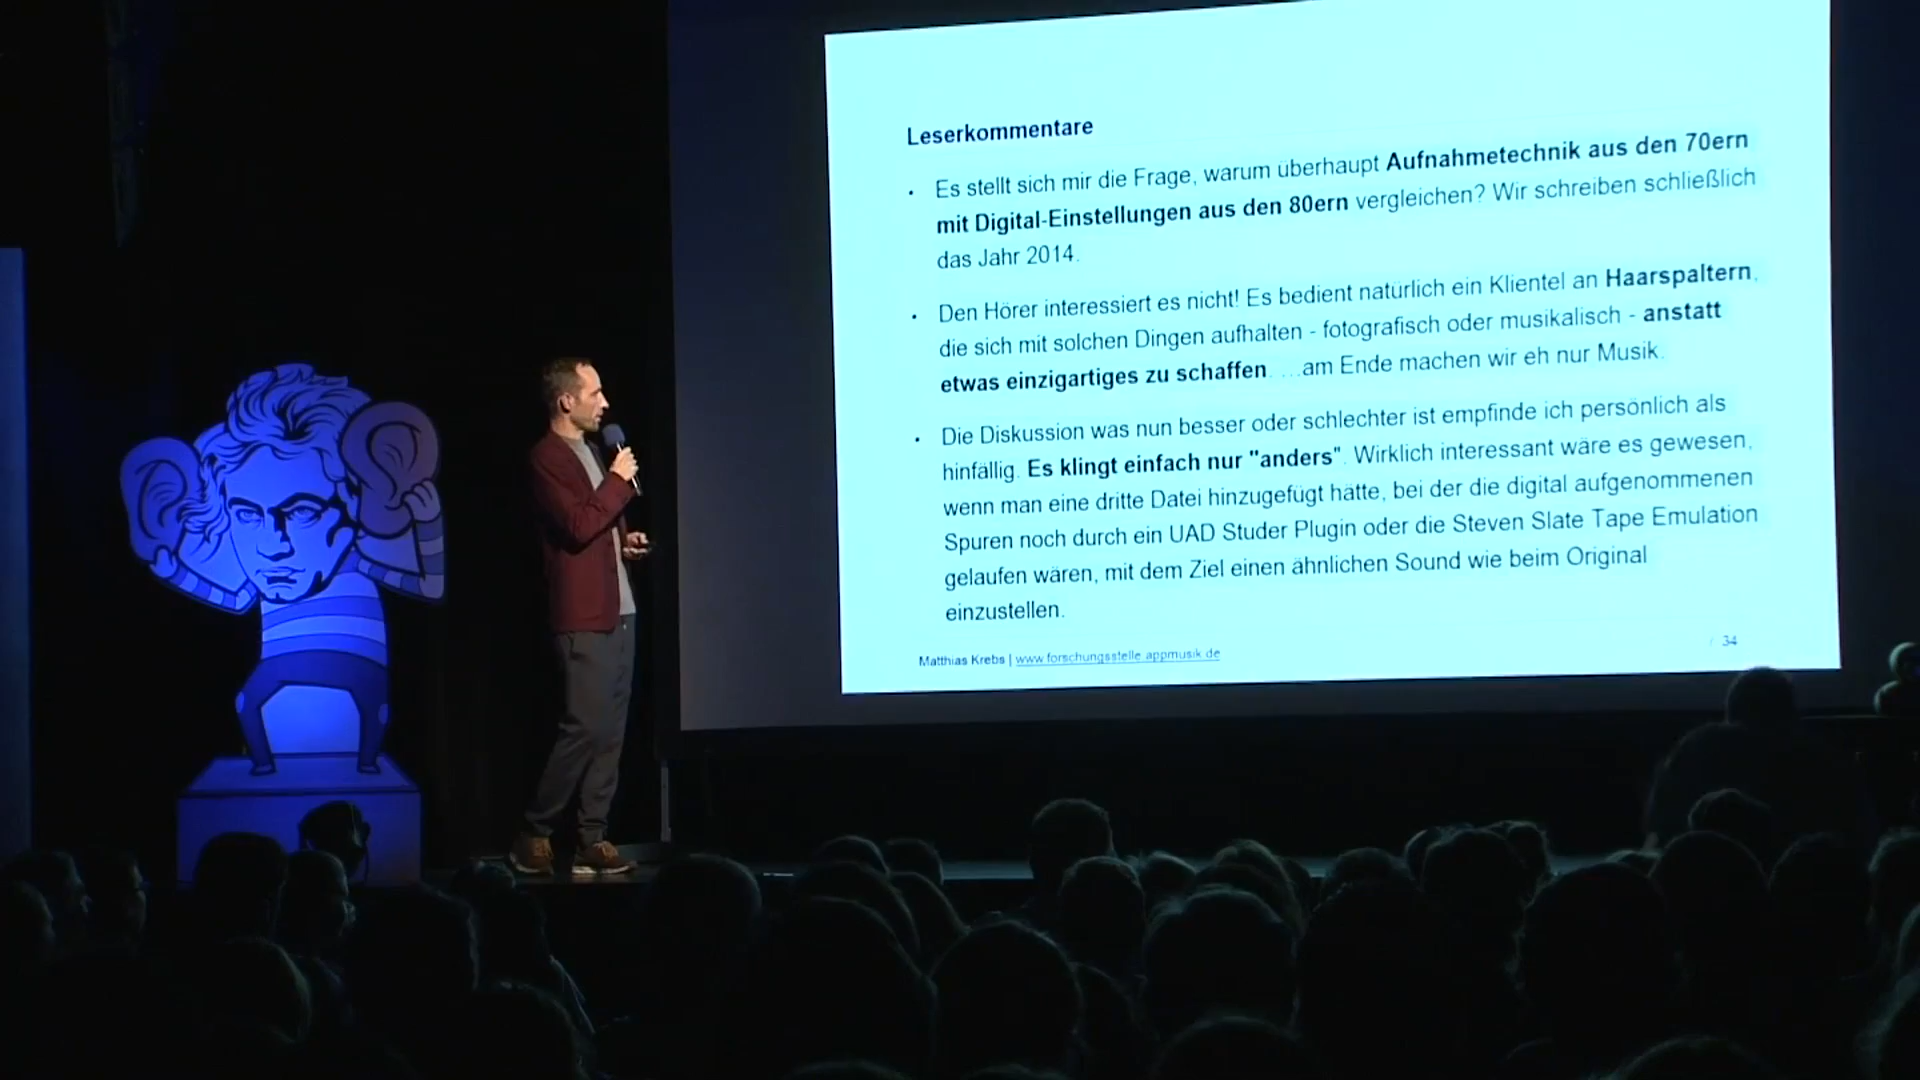 Leserkommentare
• Es stellt sich mir die Frage, warum überhaupt Aufnahmetechnik aus den 70ern
mit Digital-Einstellungen aus den 80ern vergleichen? Wir schreiben schließlich
das Jahr 2014.
• Den Hörer interessiert es nicht! Es bedient natürlich ein Klientel an Haarspaltern,
die sich mit solchen Dingen aufhalten - fotografisch oder musikalisch - anstatt
etwas einzigartiges zu schaffen. ...am Ende machen wir eh nur Musik.
• Die Diskussion was nun besser oder schlechter ist empfinde ich persönlich als
hinfällig. Es klingt einfach nur "anders". Wirklich interessant wäre es gewesen,
wenn man eine dritte Datei hinzugefügt hätte, bei der die digital aufgenommenen
Spuren noch durch ein UAD Studer Plugin oder die Steven Slate Tape Emulation
gelaufen wären, mit dem Ziel einen ähnlichen Sound wie beim Original
einzustellen.
Matthias Krebs | www.forschungsstelle.appmusik.de
/ 34